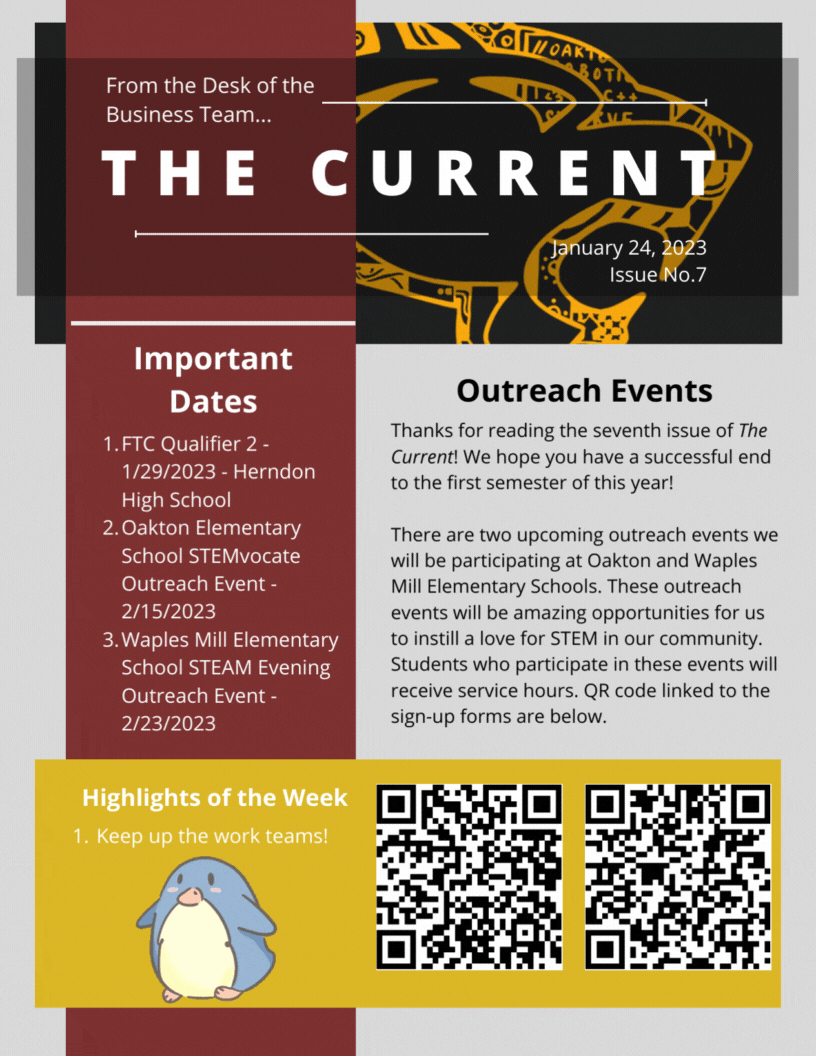 OAKT
ROBOTI
C++
From the Desk of the
Business Team...
THE CURRENT
January 24, 2023
Issue No.7
Important
Dates
1. FTC Qualifier 2 -
1/29/2023 - Herndon
High School
2. Oakton Elementary
School STEMvocate
Outreach Event -
2/15/2023
3. Waples Mill Elementary
School STEAM Evening
Outreach Event -
2/23/2023
Outreach Events
Thanks for reading the seventh issue of The
Current! We hope you have a successful end
to the first semester of this year!
There are two upcoming outreach events we
will be participating at Oakton and Waples
Mill Elementary Schools. These outreach
events will be amazing opportunities for us
to instill a love for STEM in our community.
Students who participate in these events will
receive service hours. QR code linked to the
sign-up forms are below.
Highlights of the Week
1. Keep up the work teams!